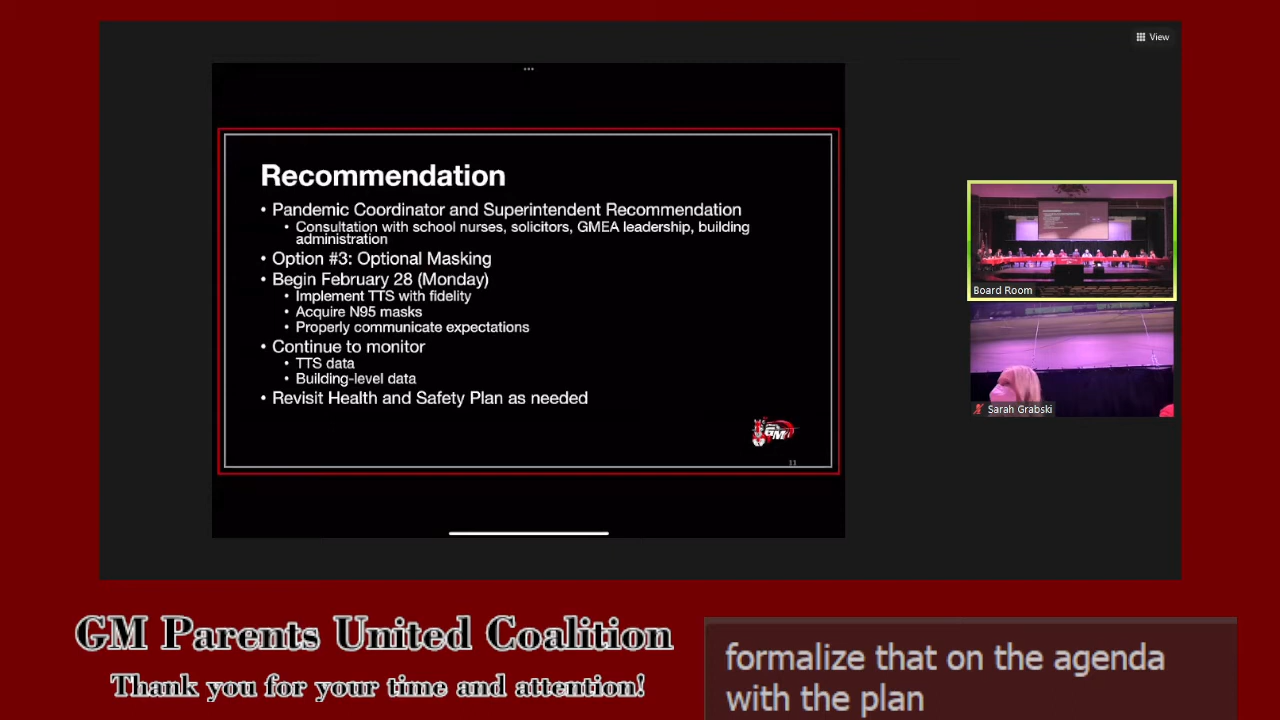 View
Recommendation
• Pandemic Coordinator and Superintendent Recommendation
• Consultation with school nurses, solicitors, GMEA leadership, building
administration
• Option #3: Optional Masking
• Begin February 28 (Monday)
• Implement TTS with fidelity
• Acquire N95 masks
• Properly communicate expectations
• Continue to monitor
• TTS data
• Building-level data
• Revisit Health and Safety Plan as needed
GM
33
Board Room
Sarah Grabski
GM Parents United Coalition
Thank you for your time and attention!
formalize that on the agenda
with the plan